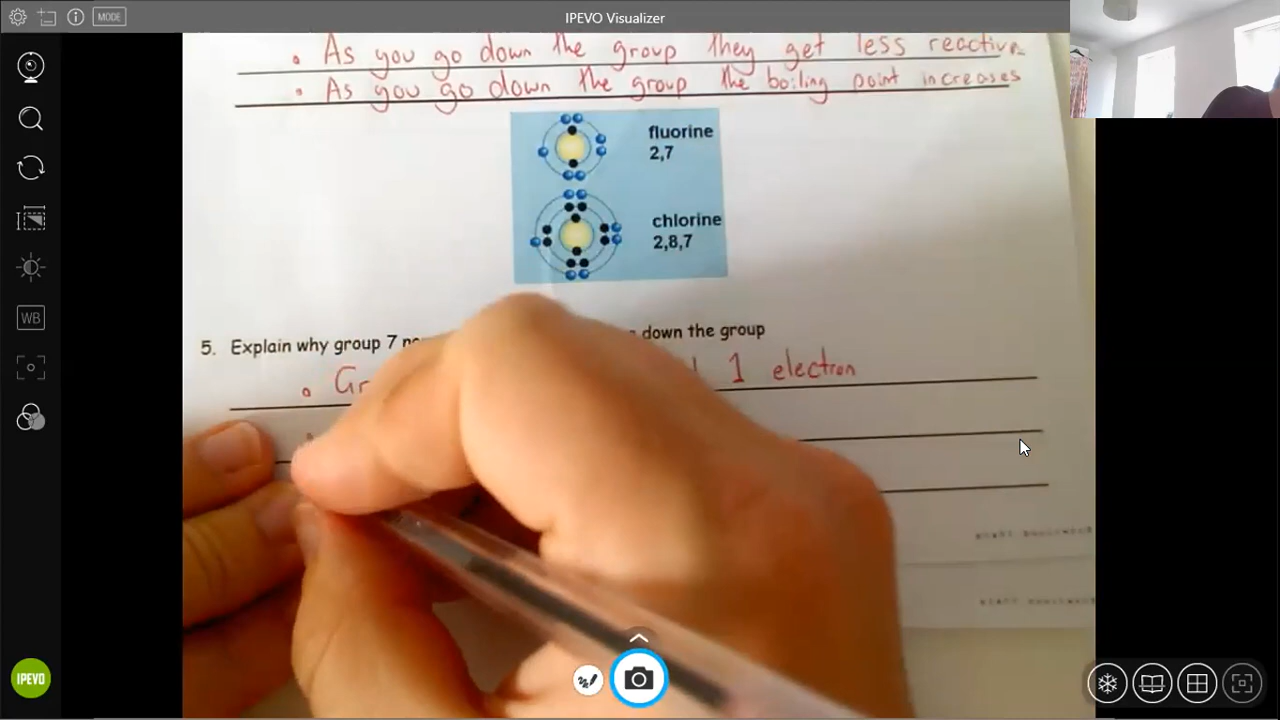 IPEVO Visualizer
MODE
• As you go down the group they get less reactive
• As you go down the group the boiling point increases
fluorine
2,7
chlorine
2,8,7
5. Explain why group 7 down the group
• 1 electron
WB
IPEVO